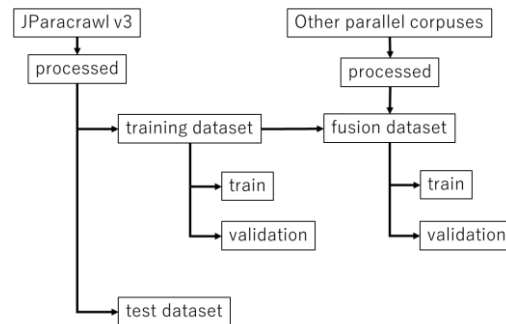 JParacrawl v3
Other parallel corpuses
processed
processed
training dataset
fusion dataset
train
train
validation
validation
test dataset